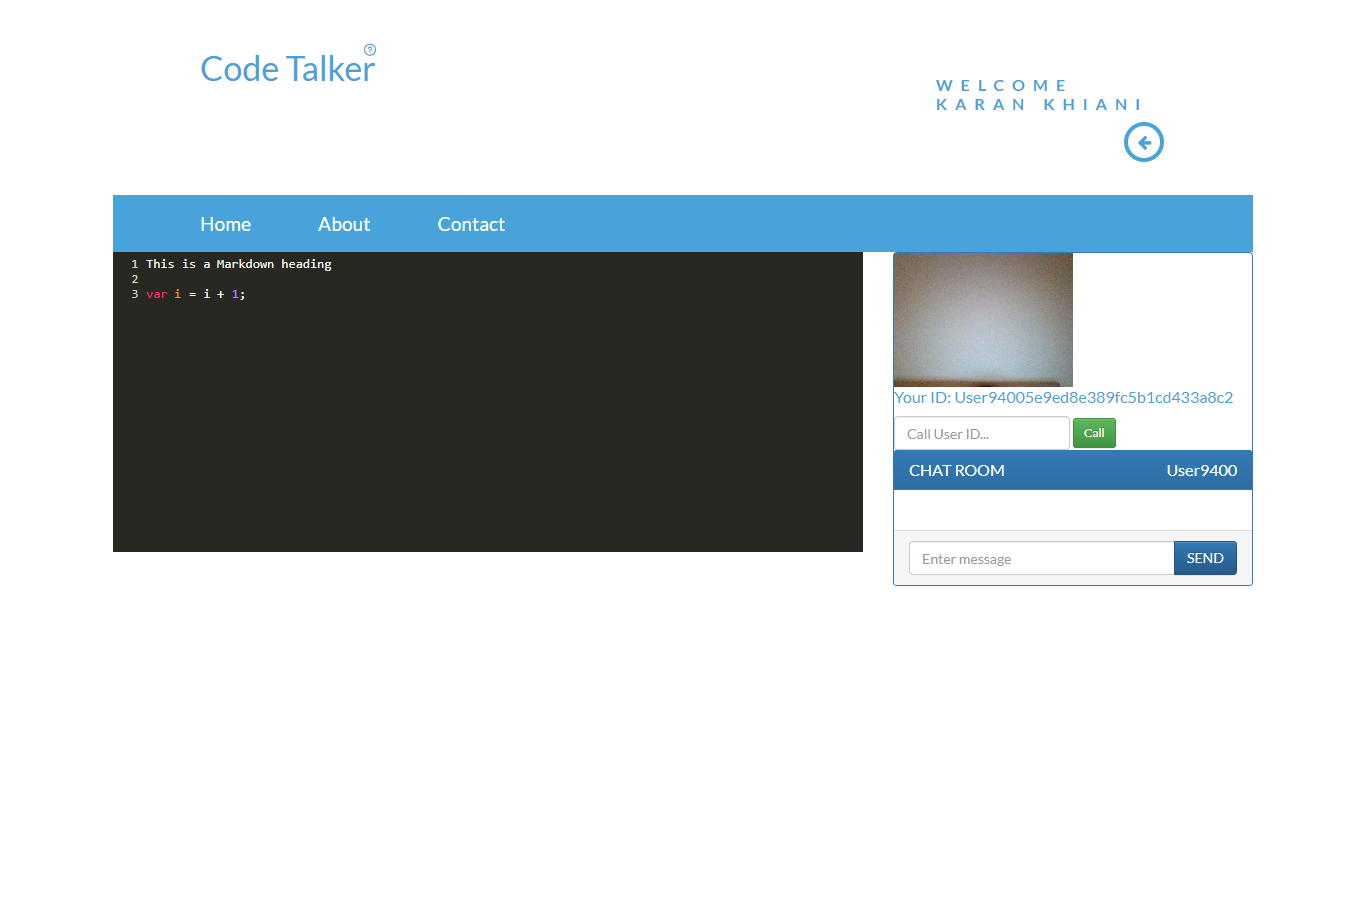 Code Talker
WELCOME
KARAN KHIANI
Home About Contact
1 This is a Markdown heading
2
3 var i = i + 1;
Your ID: User94005e9ed8e389fc5b1cd433a8c2
Call User ID... Call
CHAT ROOM User9400
Enter message SEND